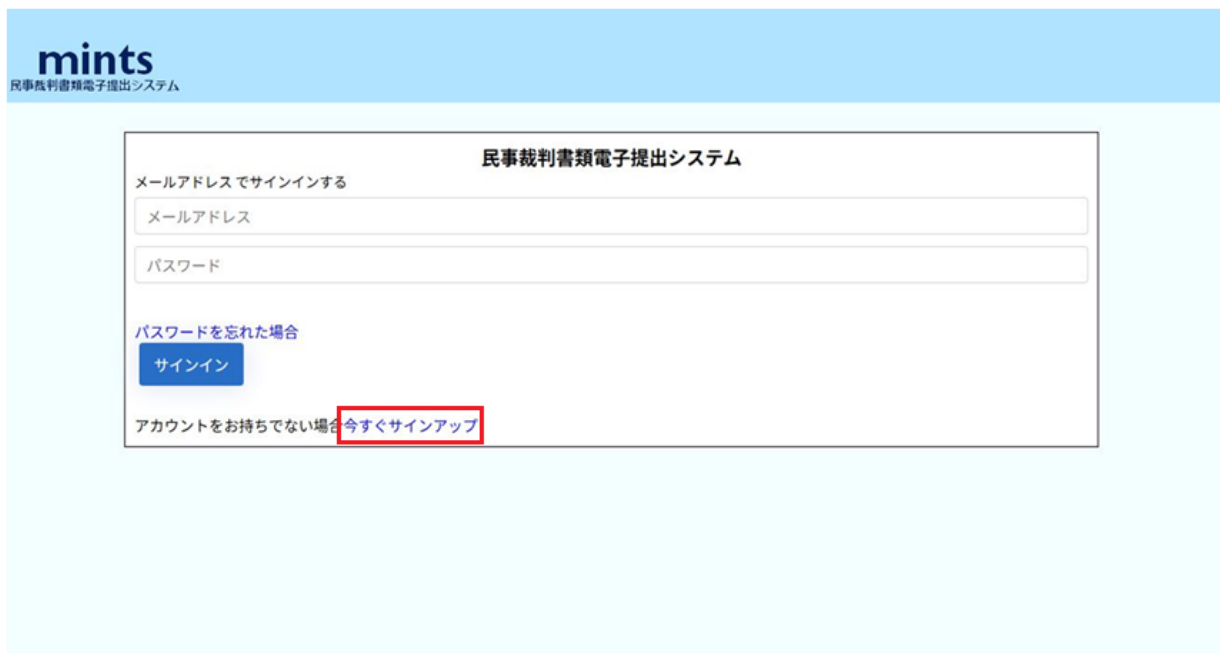 mints
民事裁判書類電子提出システム
民事裁判書類電子提出システム
メールアドレス でサインインする
メールアドレス
パスワード
パスワードを忘れた場合
サインイン
アカウントをお持ちでない場合今すぐサインアップ